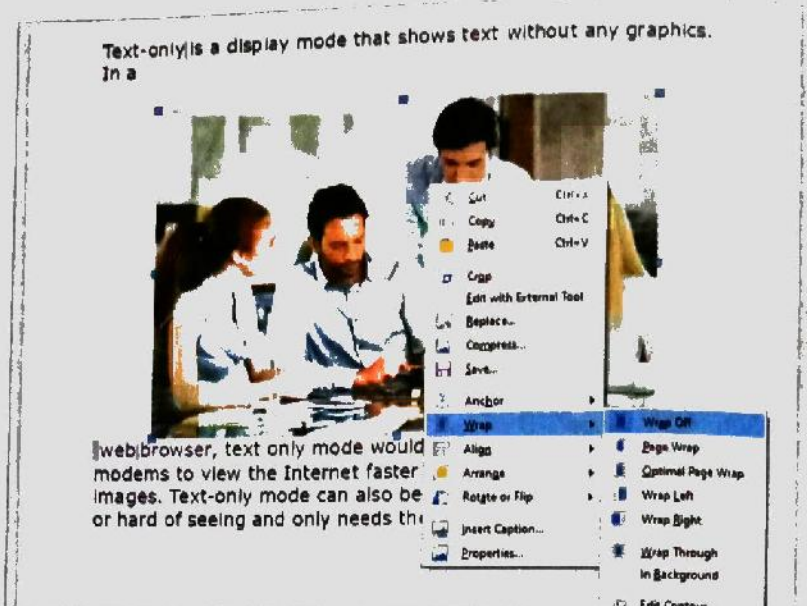 Text-only is a display mode that shows text without any graphics.
In a
Cut Ctrl+X
Copy Ctrl+C
Paste Ctrl+V
Crop
Edit with External Tool
Replace...
Compress...
Save...
Anchor
Wrap
Align
Arrange
Rotate or Flip
Insert Caption...
Properties...
Wrap Off
Page Wrap
Optimal Page Wrap
Wrap Left
Wrap Right
Wrap Through
In Background
Edit Contour
web browser, text only mode would
modems to view the Internet faster
images. Text-only mode can also be
or hard of seeing and only needs the